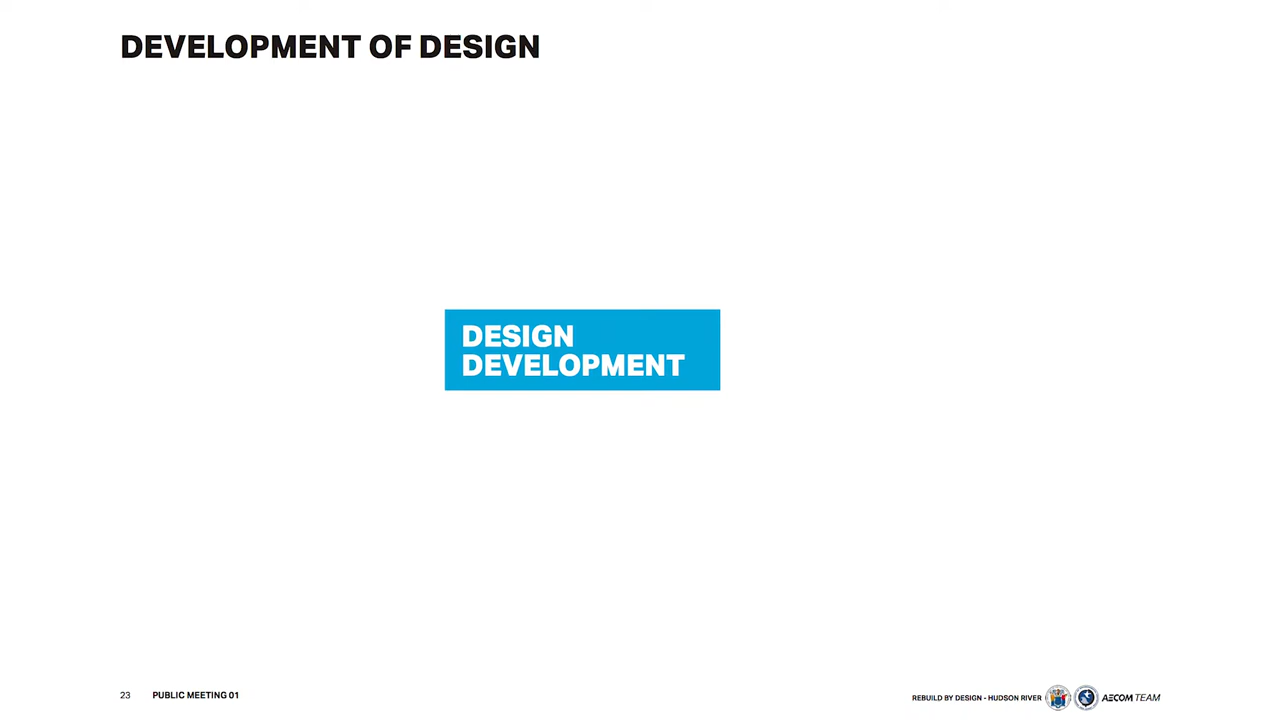 DEVELOPMENT OF DESIGN
DESIGN
DEVELOPMENT
23 PUBLIC MEETING 01
REBUILD BY DESIGN - HUDSON RIVER AECOM TEAM